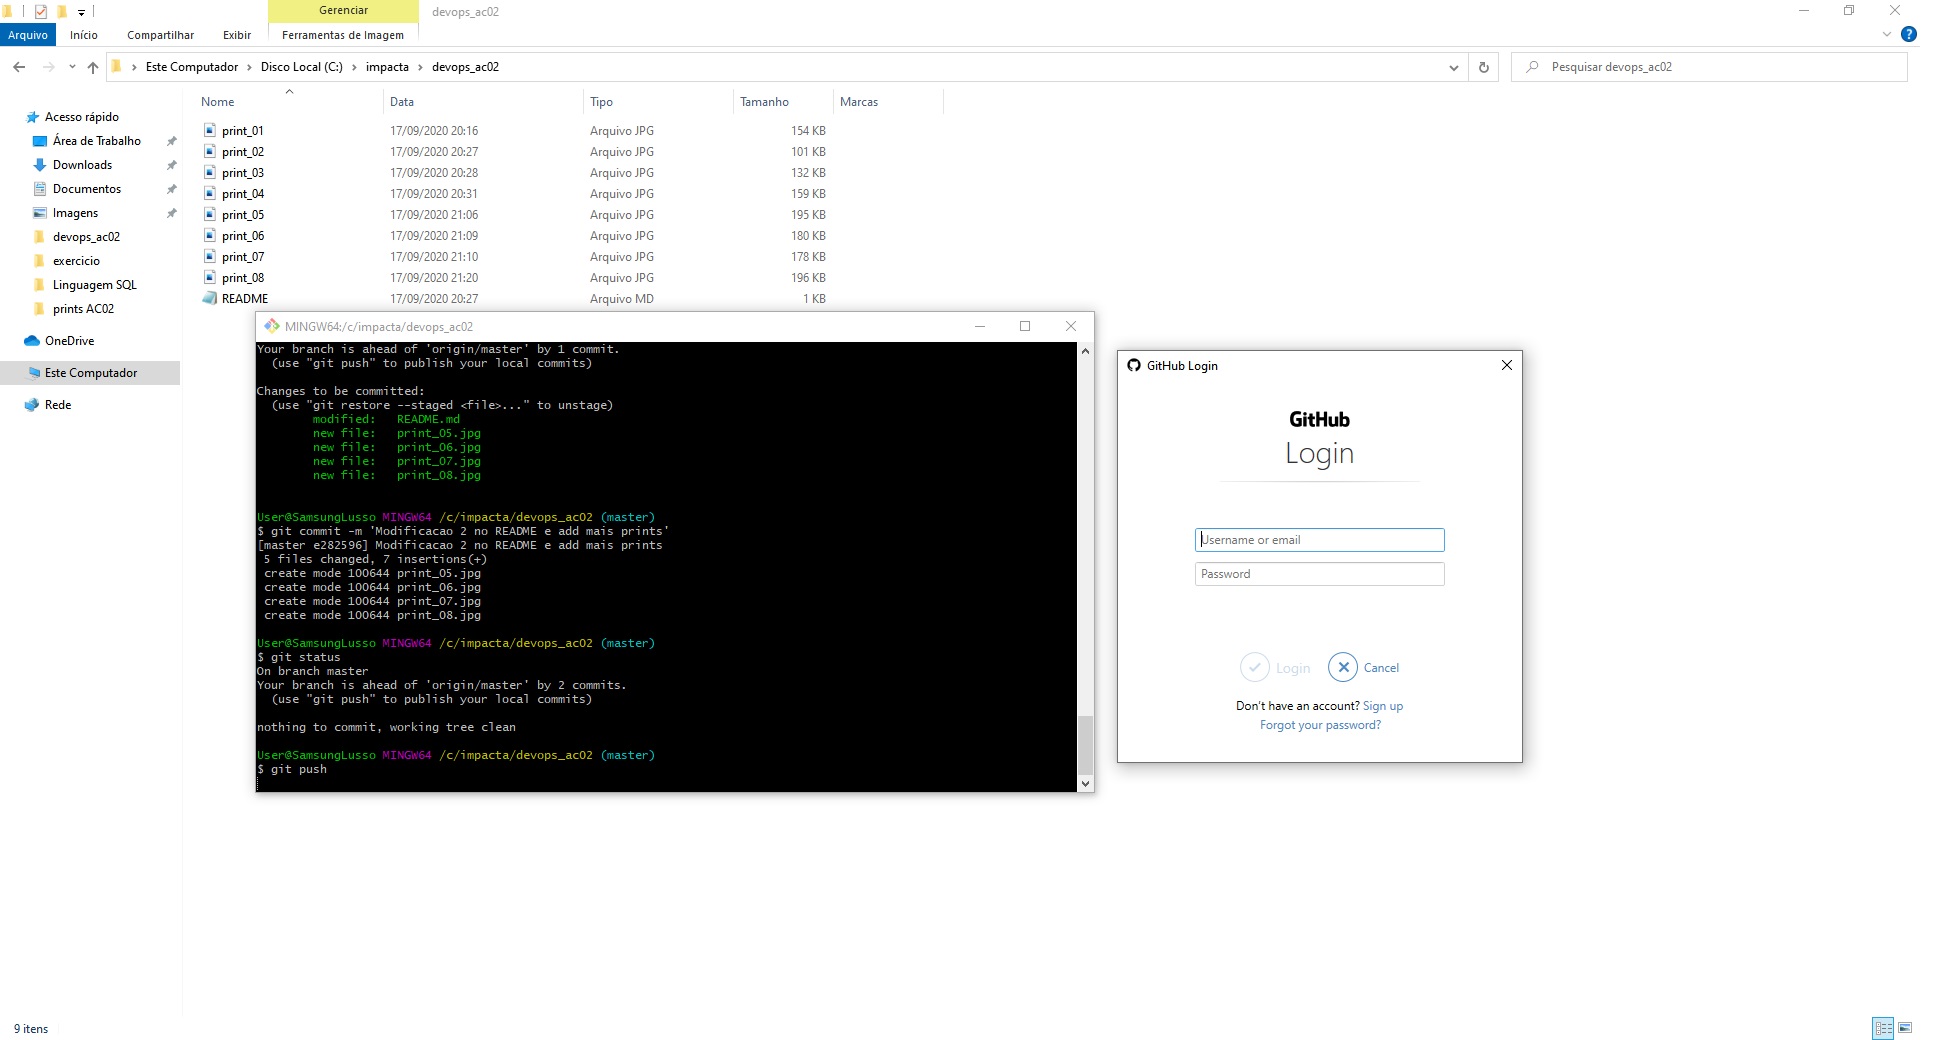 Gerenciar
devops_ac02
Arquivo Início Compartilhar Exibir Ferramentas de Imagem
Este Computador Disco Local (C:) impacta devops_ac02
Pesquisar devops_ac02
Nome Data Tipo Tamanho Marcas
Acesso rápido
Área de Trabalho
Downloads
Documentos
Imagens
devops_ac02
exercicio
Linguagem SQL
prints AC02
OneDrive
Este Computador
Rede
print_01 17/09/2020 20:16 Arquivo JPG 154 KB
print_02 17/09/2020 20:27 Arquivo JPG 101 KB
print_03 17/09/2020 20:28 Arquivo JPG 132 KB
print_04 17/09/2020 20:31 Arquivo JPG 159 KB
print_05 17/09/2020 21:06 Arquivo JPG 195 KB
print_06 17/09/2020 21:09 Arquivo JPG 180 KB
print_07 17/09/2020 21:10 Arquivo JPG 178 KB
print_08 17/09/2020 21:20 Arquivo JPG 196 KB
README 17/09/2020 20:27 Arquivo MD 1 KB
MINGW64:/c/impacta/devops_ac02
Your branch is ahead of 'origin/master' by 1 commit.
(use "git push" to publish your local commits)
Changes to be committed:
(use "git restore --staged <file>..." to unstage)
modified: README.md
new file: print_05.jpg
new file: print_06.jpg
new file: print_07.jpg
new file: print_08.jpg
User@SamsungLusso MINGW64 /c/impacta/devops_ac02 (master)
$ git commit -m 'Modificacao 2 no README e add mais prints'
[master e282596] Modificacao 2 no README e add mais prints
5 files changed, 7 insertions(+)
create mode 100644 print_05.jpg
create mode 100644 print_06.jpg
create mode 100644 print_07.jpg
create mode 100644 print_08.jpg
User@SamsungLusso MINGW64 /c/impacta/devops_ac02 (master)
$ git status
On branch master
Your branch is ahead of 'origin/master' by 2 commits.
(use "git push" to publish your local commits)
nothing to commit, working tree clean
User@SamsungLusso MINGW64 /c/impacta/devops_ac02 (master)
$ git push
GitHub Login
GitHub
Login
Username or email
Password
Login Cancel
Don't have an account? Sign up
Forgot your password?
9 itens